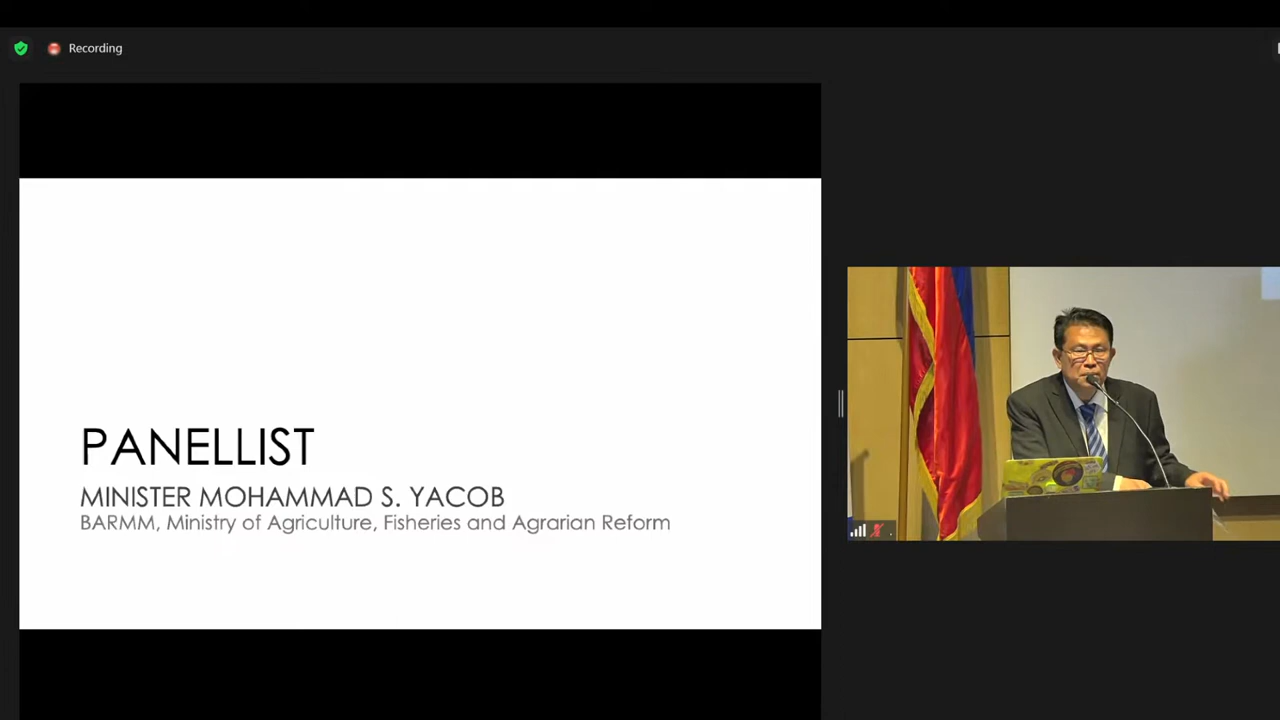 Recording
PANELLIST
MINISTER MOHAMMAD S. YACOB
BARMM, Ministry of Agriculture, Fisheries and Agrarian Reform